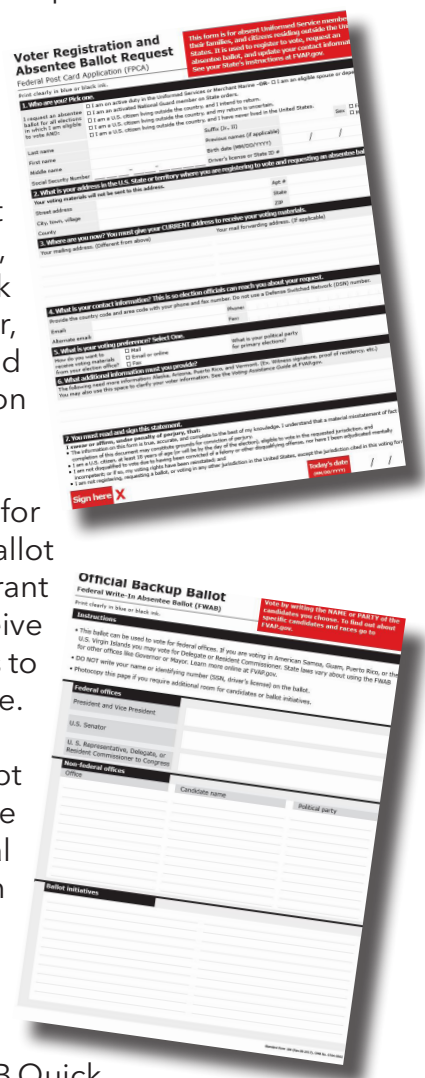 Voter Registration and
Absentee Ballot Request
Federal Post Card Application (FPCA)
Print clearly in blue or black ink.
This form is for absent Uniformed Service members,
their families, and citizens residing outside the
States. It is used to register to vote, request an
absentee ballot, and update your contact information.
See your State's instructions at FVAP.gov.
1. Who are you? Pick one.
I request an absentee
ballot for all elections
in which I am eligible
to vote AND:
I am on active duty in the Uniformed Services or Merchant Marine -OR- I am an eligible spouse or
I am an activated National Guard member on State orders.
I am a U.S. citizen living outside the country, and I intend to return.
I am a U.S. citizen living outside the country, and my return is uncertain.
I am a U.S. citizen living outside the country, and I have never lived in the United States.
Last name
Suffix (Jr., II)
Sex
First name
Previous names (if applicable)
Middle name
Birth date (MM/DD/YYYY) / /
Social Security Number
Driver's license or State ID #
2. What is your address in the U.S. State or territory where you are registering to vote and requesting an absentee
Your voting materials will not be sent to this address.
Street address
Apt #
City, town, village
State
County
ZIP
3. Where are you now? You must give your CURRENT address to receive your voting materials.
Your mailing address. (Different from above)
Your mail forwarding address. (If applicable)
4. What is your contact information? This is so election officials can reach you about your request.
Provide the country code and area code with your phone and fax number. Do not use a Defense Switched Network (DSN) number.
Email:
Phone:
Alternate email:
Fax:
5. What is your voting preference? Select One.
How do you want to
receive voting materials
from your election office?
Mail
Email or online
Fax
What is your political party
for primary elections?
6. What additional information must you provide?
The following need more information: Alaska, Arizona, Puerto Rico, and Vermont. (Ex. Witness signature, proof of residency, etc.)
You may also use this space to clarify your voter information. See the Voting Assistance Guide at FVAP.gov.
7. You must read and sign this statement.
I swear or affirm, under penalty of perjury, that:
The information on this form is true, accurate, and complete to the best of my knowledge. I understand that a material misstatement of fact
completion of this document may constitute grounds for conviction of perjury.
I am a U.S. citizen, at least 18 years of age (or will be by the day of the election), eligible to vote in the requested jurisdiction, and
I am not disqualified to vote due to having been convicted of a felony or other disqualifying offense, nor have I been adjudicated mentally
incompetent; or if so, my voting rights have been reinstated; and
I am not registering, requesting a ballot, or voting in any other jurisdiction in the United States, except the jurisdiction cited in this voting
Sign here X
Today's date
(MM/DD/YYYY)
/ /
for
allot
rant
ive
to
e.
ot
e
al
n
Official Backup Ballot
Federal Write-In Absentee Ballot (FWAB)
Print clearly in blue or black ink.
Vote by writing the NAME or PARTY of the
candidates you choose. To find out about
specific candidates and races go to
FVAP.gov.
Instructions
• This ballot can be used to vote for federal offices. If you are voting in American Samoa, Guam, Puerto Rico, or the
U.S. Virgin Islands you may vote for Delegate or Resident Commissioner. State laws vary about using the FWAB
for other offices like Governor or Mayor. Learn more online at FVAP.gov.
• DO NOT write your name or identifying number (SSN, driver's license) on the ballot.
• Photocopy this page if you require additional room for candidates or ballot initiatives.
Federal offices
President and Vice President
U.S. Senator
U. S. Representative, Delegate, or
Resident Commissioner to Congress
Non-federal offices
Office
Candidate name
Political party
Ballot initiatives
Quick